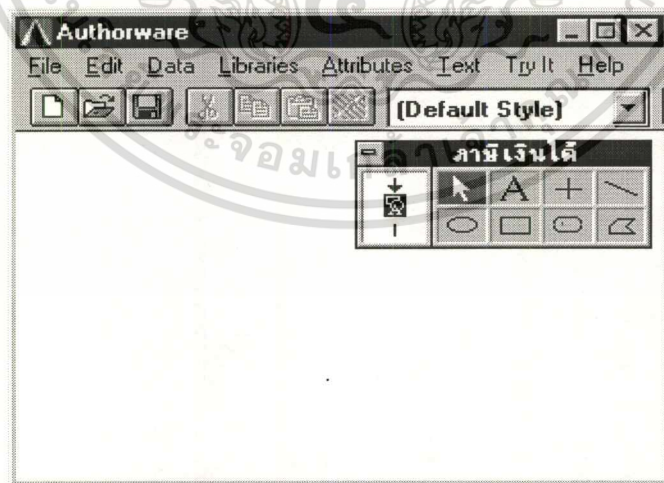 Authorware
File Edit Data Libraries Attributes Text Try It Help
(Default Style)
ภาษีเงินได้
A